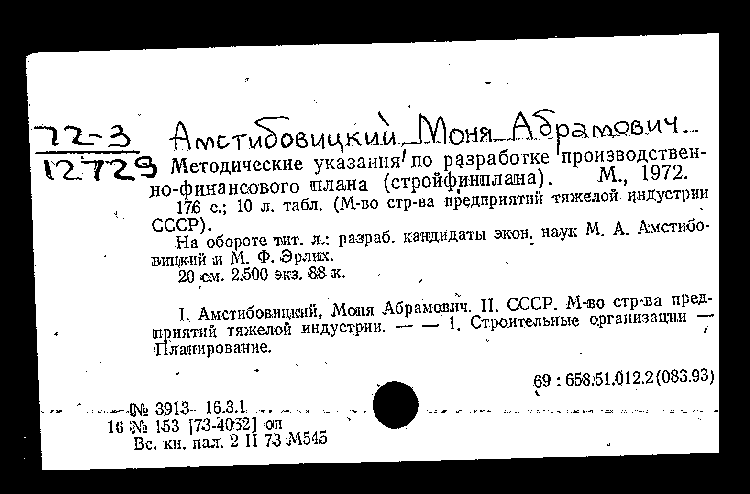 72-3
12729
Амстибовицкий Моня Абрамович.
Методические указания по разработке производствен-
но-финансового плана (стройфинплана). М., 1972.
176 с.; 10 л. табл. (М-во стр-ва предприятий тяжелой индустрии
СССР).
На обороте тит. л.: разраб. кандидаты экон. наук М. А. Амстибо-
вицкий и М. Ф. Эрлих.
20 см. 2.500 экз. 88 к.
I. Амстибовицкий, Моня Абрамович. II. СССР. М-во стр-ва пред-
приятий тяжелой индустрии. — — 1. Строительные организации —
Планирование.
69 : 658.51.012.2 (083.93)
№ 3913- 16.3.1
16 № 153 [73-4032] оп
Вс. кн. пал. 2 II 73 М545